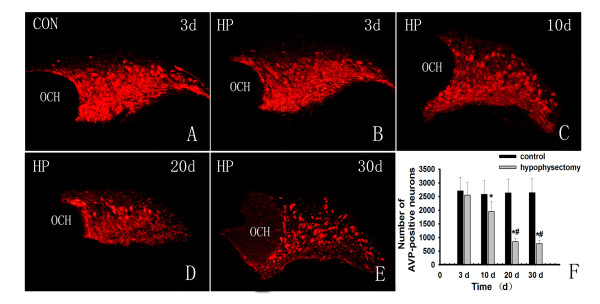 CON 3d
OCH
A
HP 3d
OCH
B
HP 10d
OCH
C
HP 20d
OCH
D
HP 30d
OCH
E
control
hypophysectomy
Number of
AVP-positive neurons
3500
3000
2500
2000
1500
1000
500
0
*
*#
*#
0 3 d 10 d 20 d 30 d
Time (d)
F